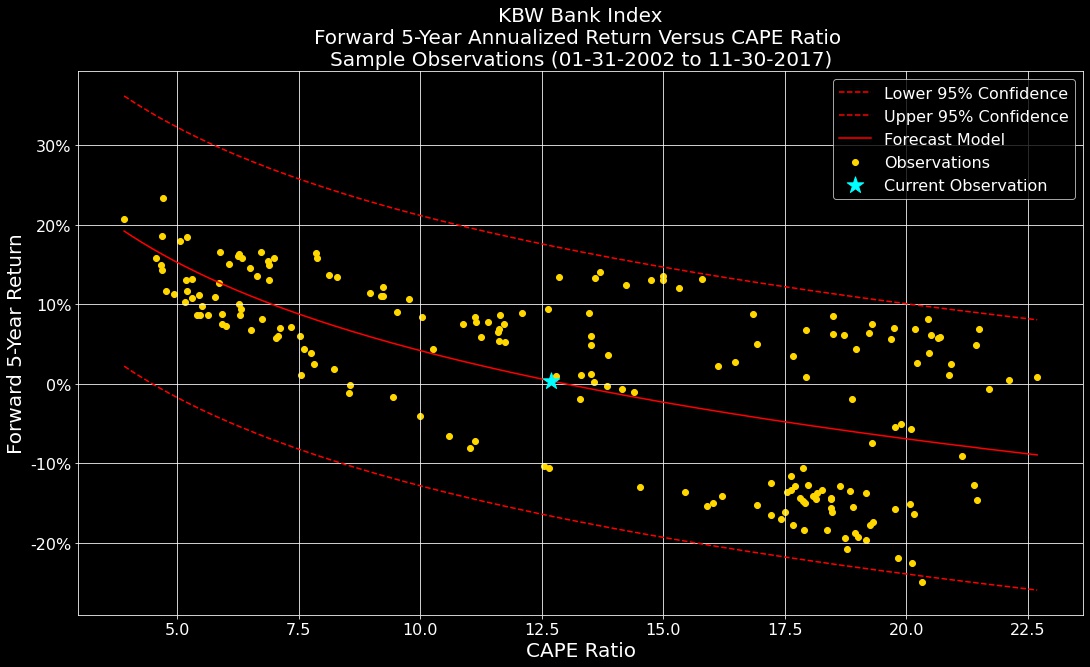 KBW Bank Index
Forward 5-Year Annualized Return Versus CAPE Ratio
Sample Observations (01-31-2002 to 11-30-2017)
Lower 95% Confidence
Upper 95% Confidence
Forecast Model
Observations
Current Observation
Forward 5-Year Return
30%
20%
10%
0%
-10%
-20%
5.0 7.5 10.0 12.5 15.0 17.5 20.0 22.5
CAPE Ratio